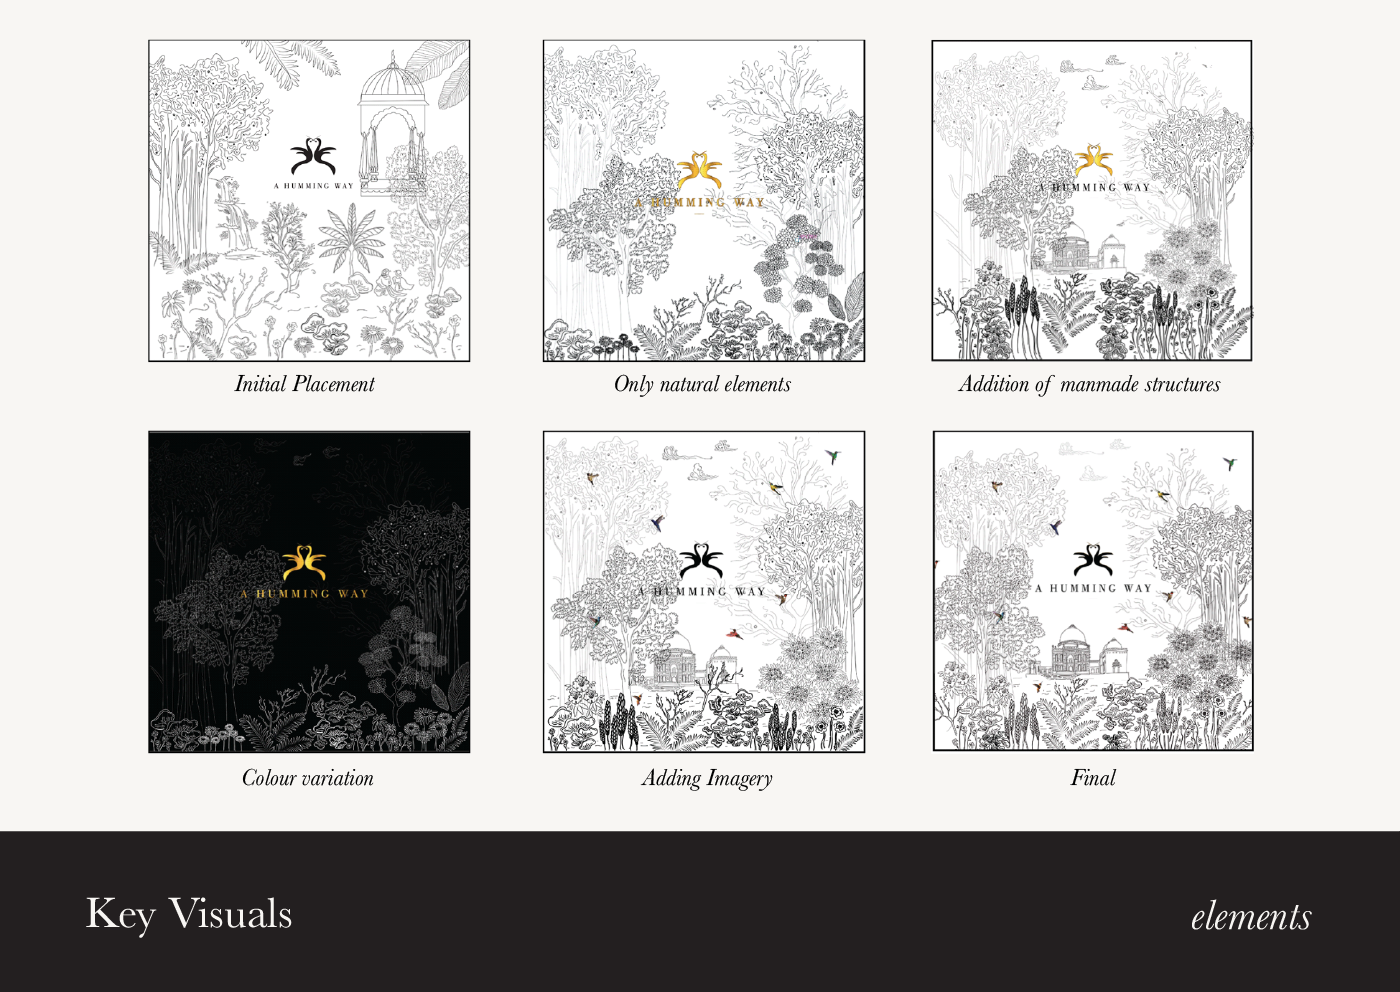 A HUMMING WAY
A HUMMING WAY
A HUMMING WAY
Initial Placement
Only natural elements
Addition of manmade structures
A HUMMING WAY
A HUMMING WAY
A HUMMING WAY
Colour variation
Adding Imagery
Final
Key Visuals
elements